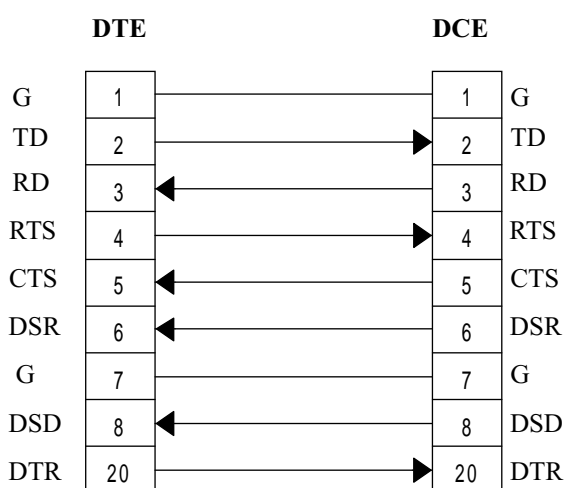 DTE DCE
G 1 1 G
TD 2 2 TD
RD 3 3 RD
RTS 4 4 RTS
CTS 5 5 CTS
DSR 6 6 DSR
G 7 7 G
DSD 8 8 DSD
DTR 20 20 DTR